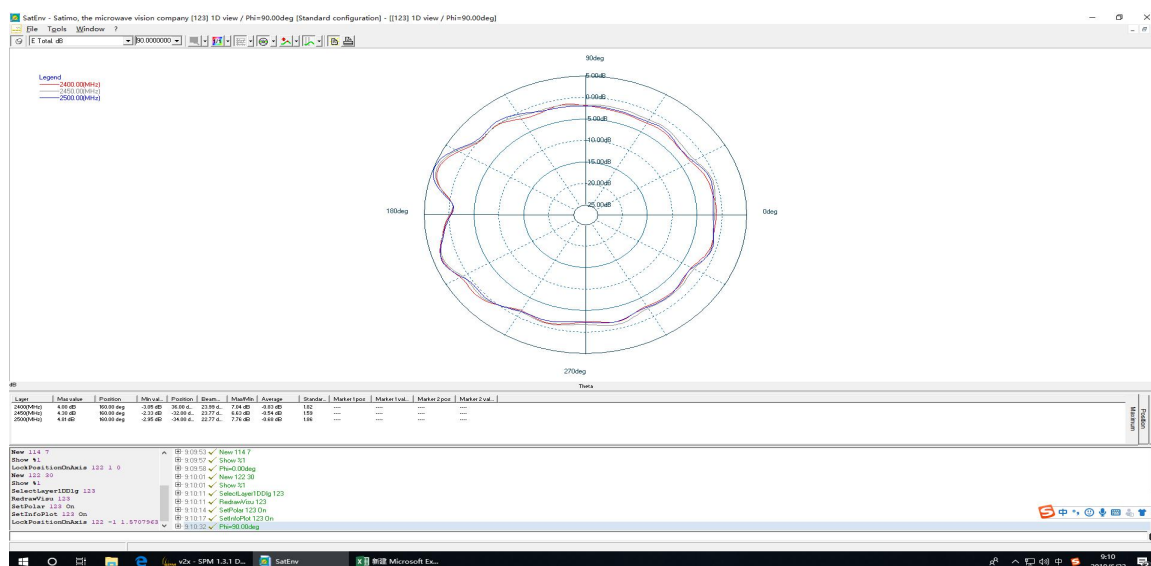 SatEnv - Satimo, the microwave vision company [123] 1D view / Phi=90.00deg [Standard configuration] - [[123] 1D view / Phi=90.00deg]
File Tools Window ?
E Total dB 90.0000000
90deg
Legend
2400.00(MHz)
2450.00(MHz)
2500.00(MHz)
5.00dB
0.00dB
-5.00dB
-10.00dB
-15.00dB
-20.00dB
-25.00dB
180deg
0deg
270deg
dB Theta
Layer Max value Position Min val... Position Beam... Max/Min Average Standar... Marker 1 pos Marker 1 val... Marker 2 pos Marker 2 val...
2400(MHz) 4.00 dB 160.00 deg -3.05 dB 36.00 d... 23.99 d... 7.04 dB -0.83 dB 1.82 ---- ---- ---- ----
2450(MHz) 4.30 dB 160.00 deg -2.33 dB -32.00 d... 23.77 d... 6.63 dB -0.54 dB 1.59 ---- ---- ---- ----
2500(MHz) 4.81 dB 160.00 deg -2.95 dB -34.00 d... 22.77 d... 7.76 dB -0.60 dB 1.86 ---- ---- ---- ----
Maximum
Position
New 114 7
Show %1
LockPositionOnAxis 122 1 0
New 122 30
Show %1
SelectLayer1DDlg 123
RedrawVisu 123
SetPolar 123 On
SetInfoPlot 123 On
LockPositionOnAxis 122 -1 1.5707963
9:09:53 New 114 7
9:09:57 Show %1
9:09:58 Phi=0.00deg
9:10:01 New 122 30
9:10:01 Show %1
9:10:11 SelectLayer1DDlg 123
9:10:11 RedrawVisu 123
9:10:14 SetPolar 123 On
9:10:17 SetInfoPlot 123 On
9:10:32 Phi=90.00deg
中
v2x - SPM 1.3.1 D... SatEnv 新建 Microsoft Ex... 中 9:10